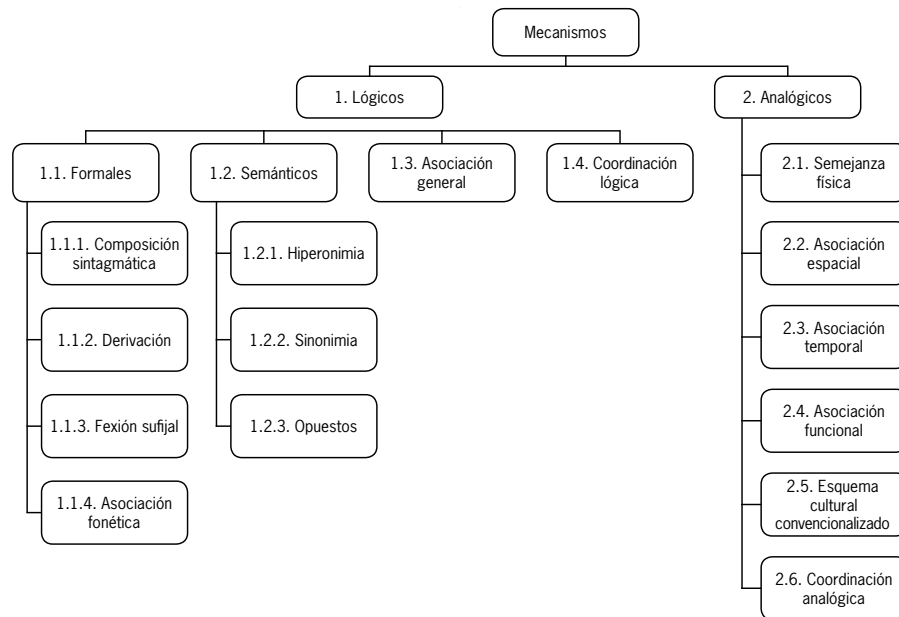 Mecanismos
1. Lógicos
2. Analógicos
1.1. Formales
1.2. Semánticos
1.3. Asociación
general
1.4. Coordinación
lógica
2.1. Semejanza
física
1.1.1. Composición
sintagmática
1.2.1. Hiperonimia
2.2. Asociación
espacial
1.1.2. Derivación
1.2.2. Sinonimia
2.3. Asociación
temporal
1.1.3. Fexión sufijal
1.2.3. Opuestos
2.4. Asociación
funcional
1.1.4. Asociación
fonética
2.5. Esquema
cultural
convencionalizado
2.6. Coordinación
analógica